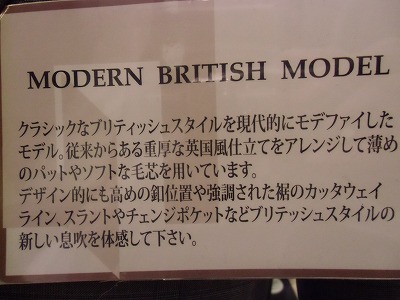 MODERN BRITISH MODEL
クラシックなブリティッシュスタイルを現代的にモデファイした
モデル。従来からある重厚な英国風仕立てをアレンジして薄め
のパットやソフトな毛芯を用いています。
デザイン的にも高めの釦位置や強調された裾のカッタウェイ
ライン、スラントやチェンジポケットなどブリテッシュスタイルの
新しい息吹を体感して下さい。